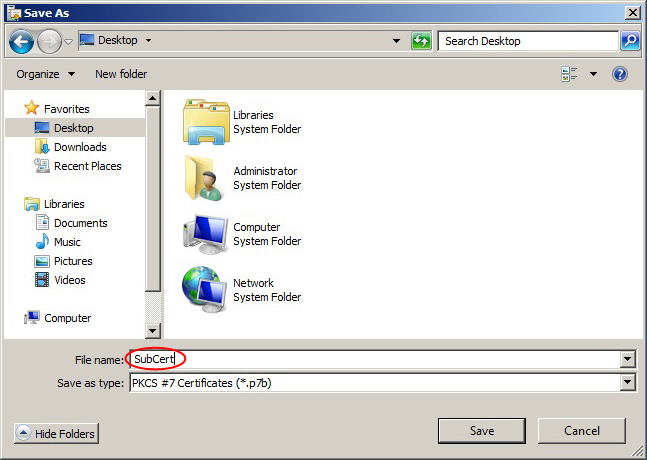 Save As
Desktop
Search Desktop
Organize
New folder
Favorites
Desktop
Downloads
Recent Places
Libraries
Documents
Music
Pictures
Videos
Computer
Libraries
System Folder
Administrator
System Folder
Computer
System Folder
Network
System Folder
File name: SubCert
Save as type: PKCS #7 Certificates (*.p7b)
Hide Folders
Save
Cancel